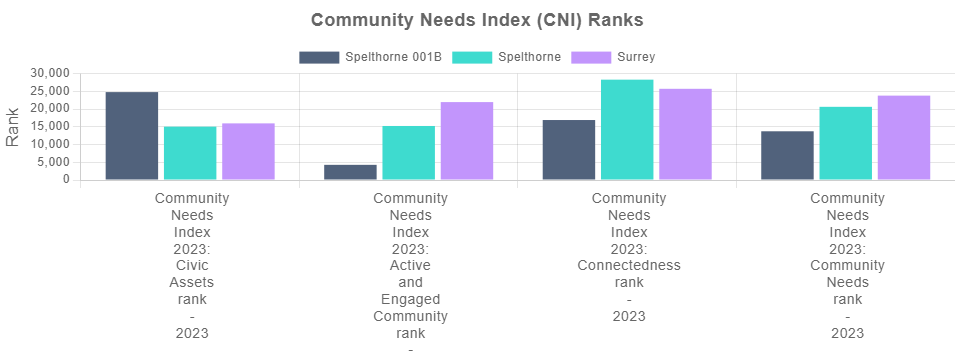 Community Needs Index (CNI) Ranks
Spelthorne 001B
Spelthorne
Surrey
Rank
30,000
25,000
20,000
15,000
10,000
5,000
0
Community
Needs
Index
2023:
Civic
Assets
rank
-
2023
Community
Needs
Index
2023:
Active
and
Engaged
Community
rank
-
Community
Needs
Index
2023:
Connectedness
rank
-
2023
Community
Needs
Index
2023:
Community
Needs
rank
-
2023